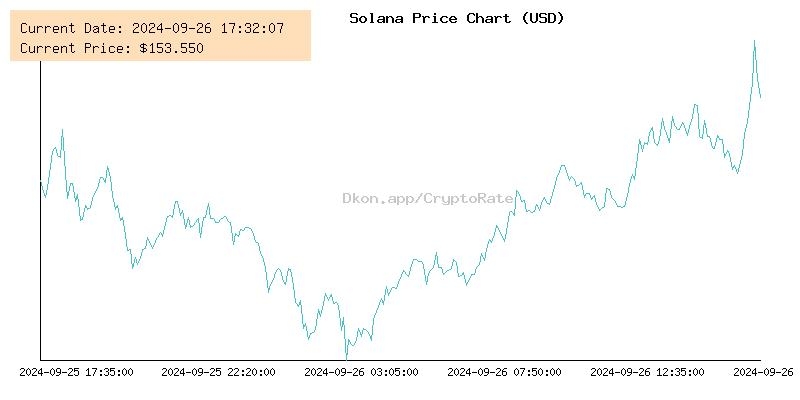 Solana Price Chart (USD)
Current Date: 2024-09-26 17:32:07
Current Price: $153.550
Dkon.app/CryptoRate
2024-09-25 17:35:00 2024-09-25 22:20:00 2024-09-26 03:05:00 2024-09-26 07:50:00 2024-09-26 12:35:00 2024-09-26